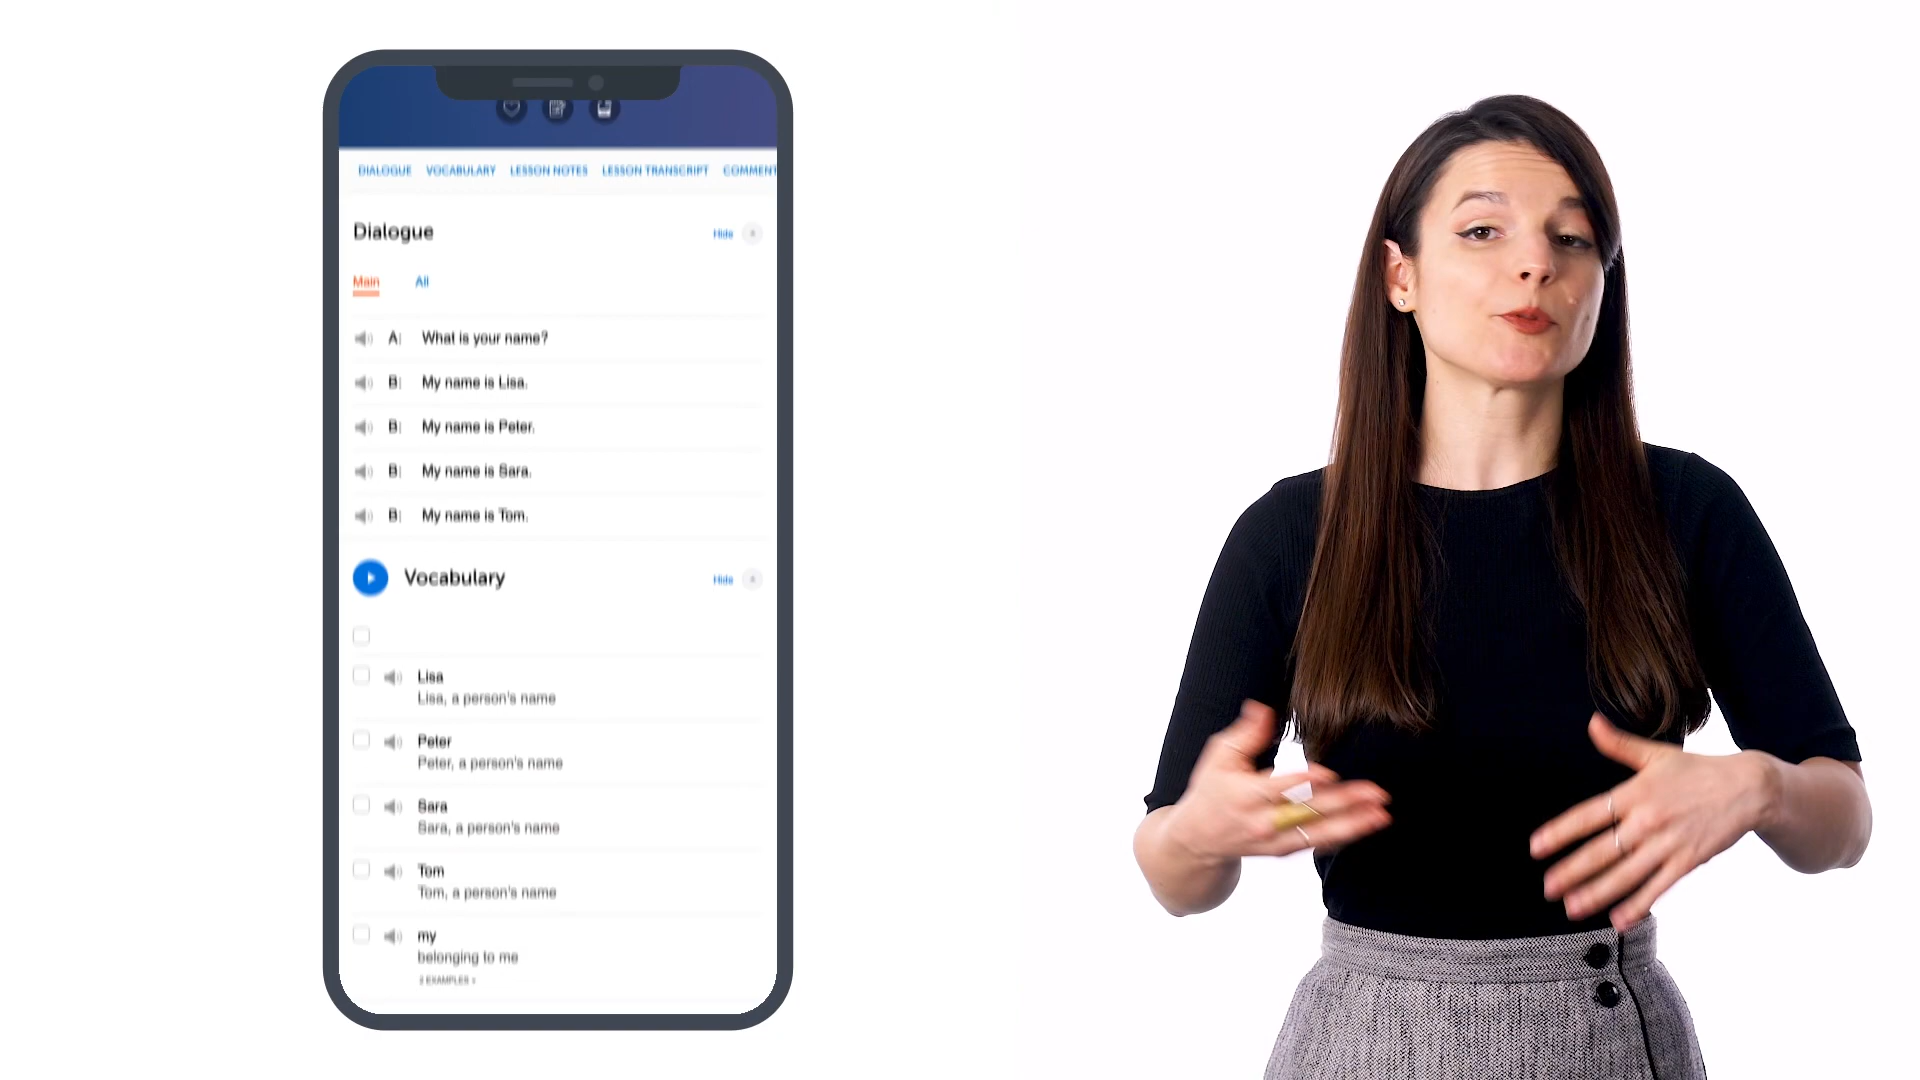 DIALOGUE VOCABULARY LESSON NOTES LESSON TRANSCRIPT COMMENT
Dialogue
Hide
Main All
A: What is your name?
B: My name is Lisa.
B: My name is Peter.
B: My name is Sara.
B: My name is Tom.
Vocabulary
Hide
Lisa
Lisa, a person's name
Peter
Peter, a person's name
Sara
Sara, a person's name
Tom
Tom, a person's name
my
belonging to me
EXAMPLES